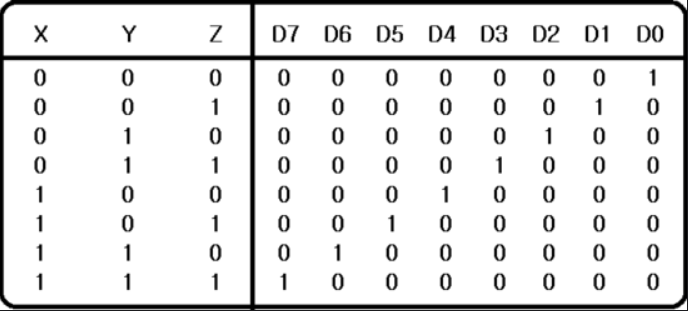 X Y Z D7 D6 D5 D4 D3 D2 D1 D0
0 0 0 0 0 0 0 0 0 0 1
0 0 1 0 0 0 0 0 0 1 0
0 1 0 0 0 0 0 0 1 0 0
0 1 1 0 0 0 0 1 0 0 0
1 0 0 0 0 0 1 0 0 0 0
1 0 1 0 0 1 0 0 0 0 0
1 1 0 0 1 0 0 0 0 0 0
1 1 1 1 0 0 0 0 0 0 0